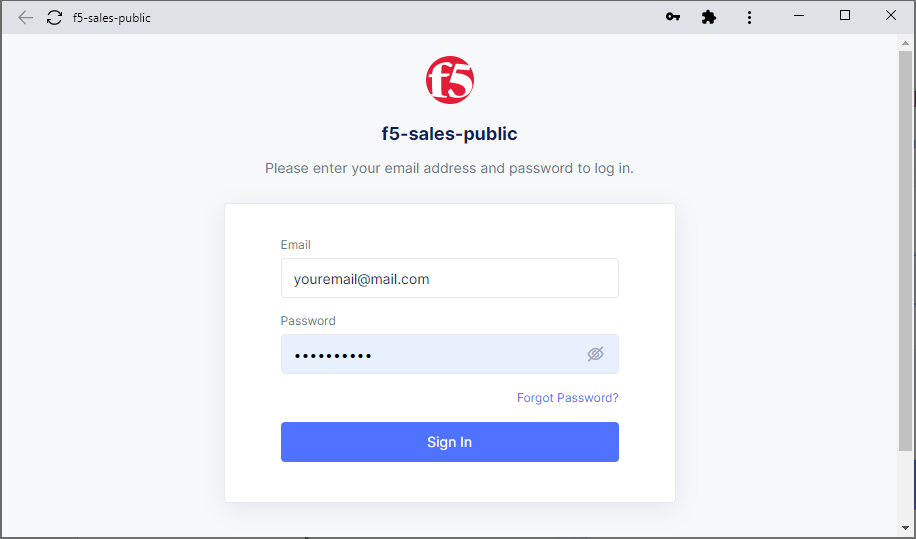 f5-sales-public
f5
f5-sales-public
Please enter your email address and password to log in.
Email
youremail@mail.com
Password
••••••••••
Forgot Password?
Sign In